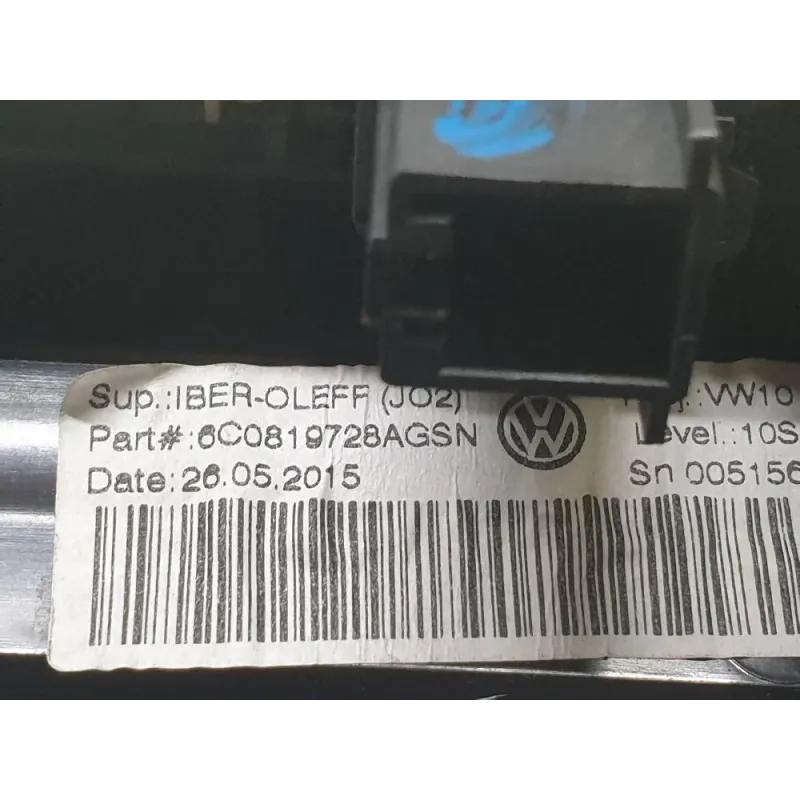 Sup.:IBER-OLEFF (JO2) :VW10
Part#:6C0819728AGSN Level.:10S
Date:26.05.2015 Sn 005156